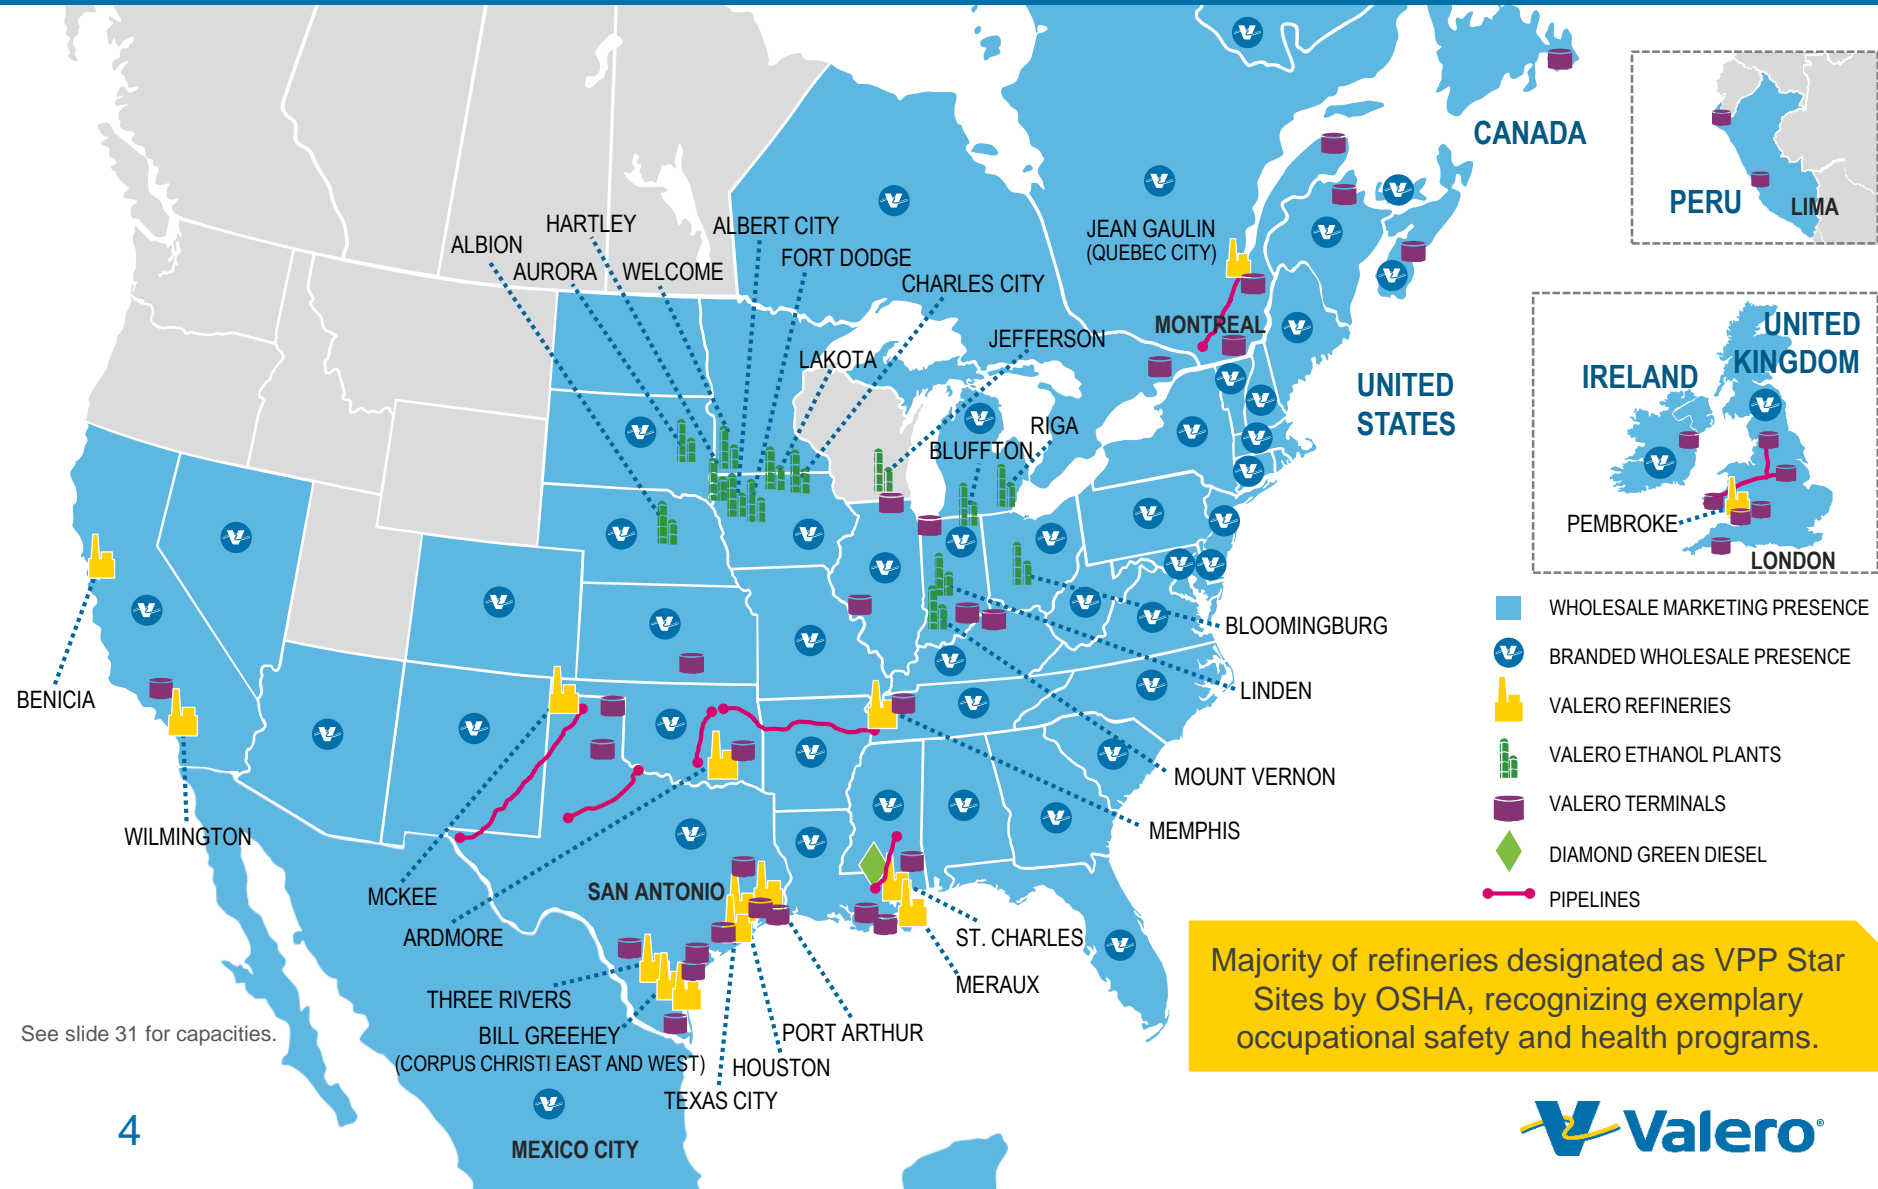 CANADA
PERU
LIMA
HARTLEY
ALBERT CITY
JEAN GAULIN
(QUEBEC CITY)
ALBION
FORT DODGE
AURORA
WELCOME
CHARLES CITY
MONTREAL
JEFFERSON
LAKOTA
UNITED
KINGDOM
IRELAND
UNITED
STATES
RIGA
BLUFFTON
PEMBROKE
LONDON
WHOLESALE MARKETING PRESENCE
BRANDED WHOLESALE PRESENCE
VALERO REFINERIES
VALERO ETHANOL PLANTS
VALERO TERMINALS
DIAMOND GREEN DIESEL
PIPELINES
BLOOMINGBURG
BENICIA
LINDEN
MOUNT VERNON
WILMINGTON
MEMPHIS
MCKEE
SAN ANTONIO
ARDMORE
ST. CHARLES
MERAUX
THREE RIVERS
BILL GREEHEY
(CORPUS CHRISTI EAST AND WEST)
PORT ARTHUR
HOUSTON
TEXAS CITY
MEXICO CITY
Majority of refineries designated as VPP Star
Sites by OSHA, recognizing exemplary
occupational safety and health programs.
See slide 31 for capacities.
4
Valero®